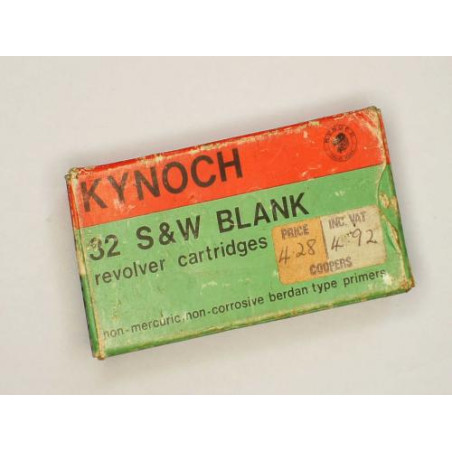 KYNOCH
32 S&W BLANK
revolver cartridges
PRICE INC. VAT
4.28 4.92
COOPERS
non-mercuric, non-corrosive berdan type primers
KYNOCH